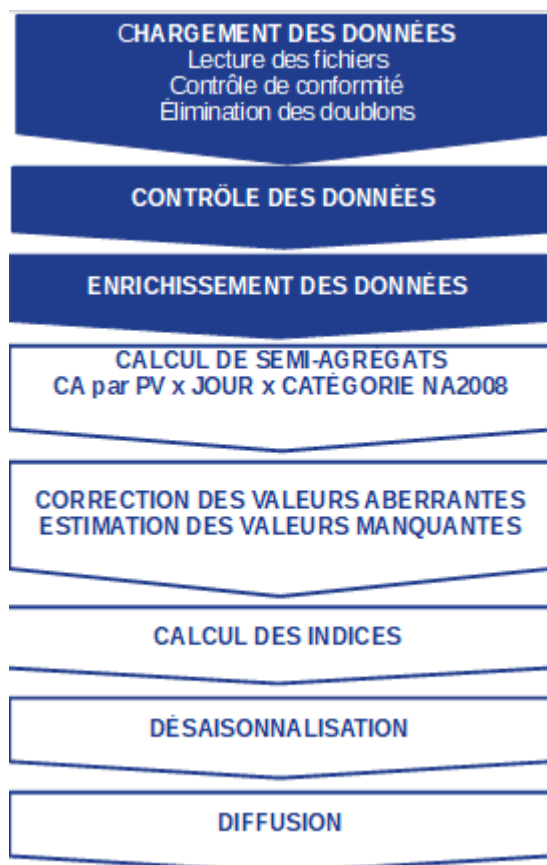 CHARGEMENT DES DONNÉES
Lecture des fichiers
Contrôle de conformité
Élimination des doublons
CONTRÔLE DES DONNÉES
ENRICHISSEMENT DES DONNÉES
CALCUL DE SEMI-AGRÉGATS
CA par PV x JOUR x CATÉGORIE NA2008
CORRECTION DES VALEURS ABERRANTES
ESTIMATION DES VALEURS MANQUANTES
CALCUL DES INDICES
DÉSAISONNALISATION
DIFFUSION